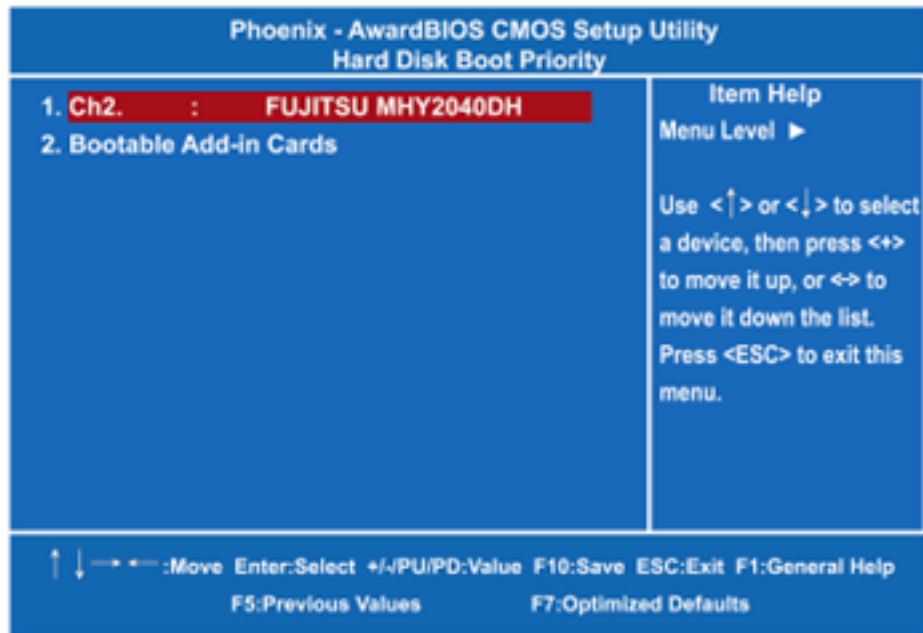 Phoenix - AwardBIOS CMOS Setup Utility
Hard Disk Boot Priority
1. Ch2. : FUJITSU MHY2040DH
2. Bootable Add-in Cards
Item Help
Menu Level ►
Use <↑> or <↓> to select
a device, then press <+>
to move it up, or <-> to
move it down the list.
Press <ESC> to exit this
menu.
↑ ↓ → ← :Move Enter:Select +/-/PU/PD:Value F10:Save ESC:Exit F1:General Help
F5:Previous Values F7:Optimized Defaults